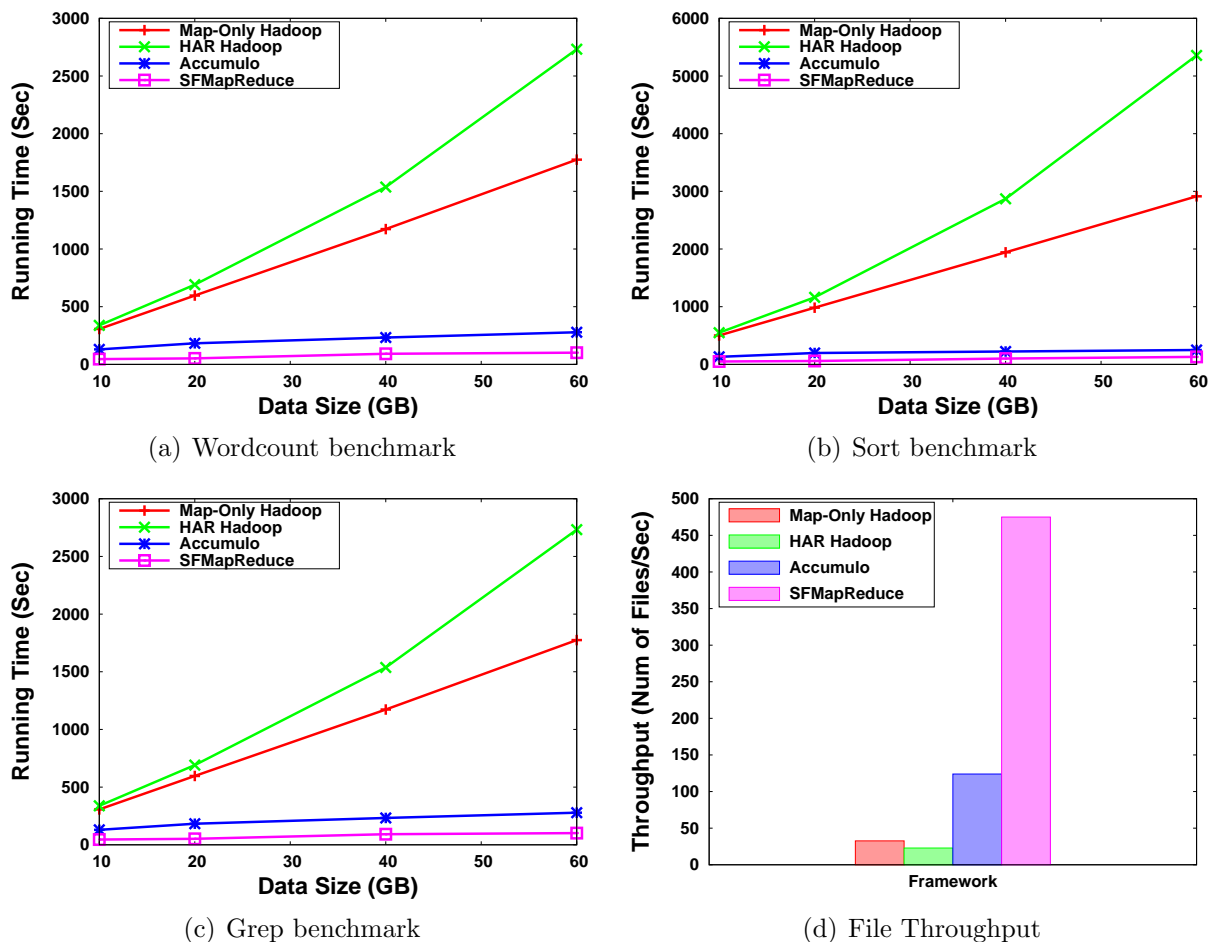 3000
2500
2000
1500
1000
500
0
Running Time (Sec)
Map-Only Hadoop
HAR Hadoop
Accumulo
SFMapReduce
10 20 30 40 50 60
Data Size (GB)
(a) Wordcount benchmark
6000
5000
4000
3000
2000
1000
0
Running Time (Sec)
Map-Only Hadoop
HAR Hadoop
Accumulo
SFMapReduce
10 20 30 40 50 60
Data Size (GB)
(b) Sort benchmark
3000
2500
2000
1500
1000
500
0
Running Time (Sec)
Map-Only Hadoop
HAR Hadoop
Accumulo
SFMapReduce
10 20 30 40 50 60
Data Size (GB)
(c) Grep benchmark
500
450
400
350
300
250
200
150
100
50
0
Throughput (Num of Files/Sec)
Map-Only Hadoop
HAR Hadoop
Accumulo
SFMapReduce
Framework
(d) File Throughput